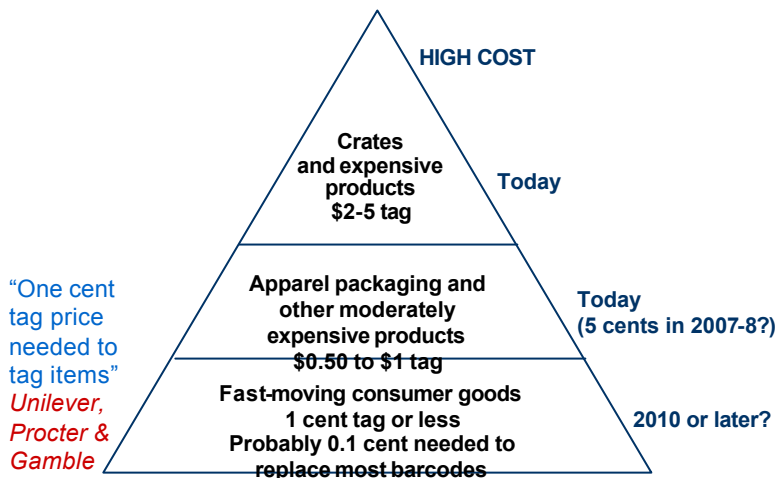 HIGH COST
Crates
and expensive
products
$2-5 tag
Today
Apparel packaging and
other moderately
expensive products
$0.50 to $1 tag
Today
(5 cents in 2007-8?)
"One cent
tag price
needed to
tag items"
Unilever,
Procter &
Gamble
Fast-moving consumer goods
1 cent tag or less
Probably 0.1 cent needed to
replace most barcodes
2010 or later?